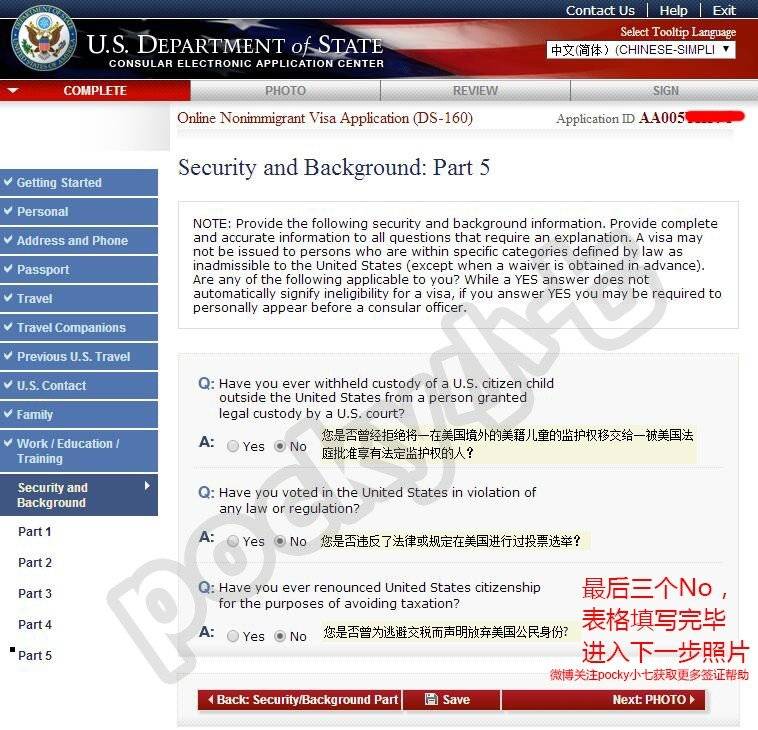 Contact Us | Help | Exit
U.S. DEPARTMENT of STATE
CONSULAR ELECTRONIC APPLICATION CENTER
Select Tooltip Language
中文(简体) (CHINESE-SIMPLI
COMPLETE PHOTO REVIEW SIGN
Online Nonimmigrant Visa Application (DS-160)
Application ID AA005
Getting Started
Personal
Address and Phone
Passport
Travel
Travel Companions
Previous U.S. Travel
U.S. Contact
Family
Work / Education /
Training
Security and
Background
Part 1
Part 2
Part 3
Part 4
Part 5
Security and Background: Part 5
NOTE: Provide the following security and background information. Provide complete
and accurate information to all questions that require an explanation. A visa may
not be issued to persons who are within specific categories defined by law as
inadmissible to the United States (except when a waiver is obtained in advance).
Are any of the following applicable to you? While a YES answer does not
automatically signify ineligibility for a visa, if you answer YES you may be required to
personally appear before a consular officer.
Q: Have you ever withheld custody of a U.S. citizen child
outside the United States from a person granted
legal custody by a U.S. court?
A: Yes No
您是否曾经拒绝将一在美国境外的美籍儿童的监护权移交给一被美国法
庭批准享有法定监护权的人?
Q: Have you voted in the United States in violation of
any law or regulation?
A: Yes No 您是否违反了法律或规定在美国进行过投票选举?
Q: Have you ever renounced United States citizenship
for the purposes of avoiding taxation?
A: Yes No 您是否曾为逃避交税而声明放弃美国公民身份?
最后三个No,
表格填写完毕
进入下一步照片
微博关注pocky小七获取更多签证帮助
Back: Security/Background Part
Save
Next: PHOTO